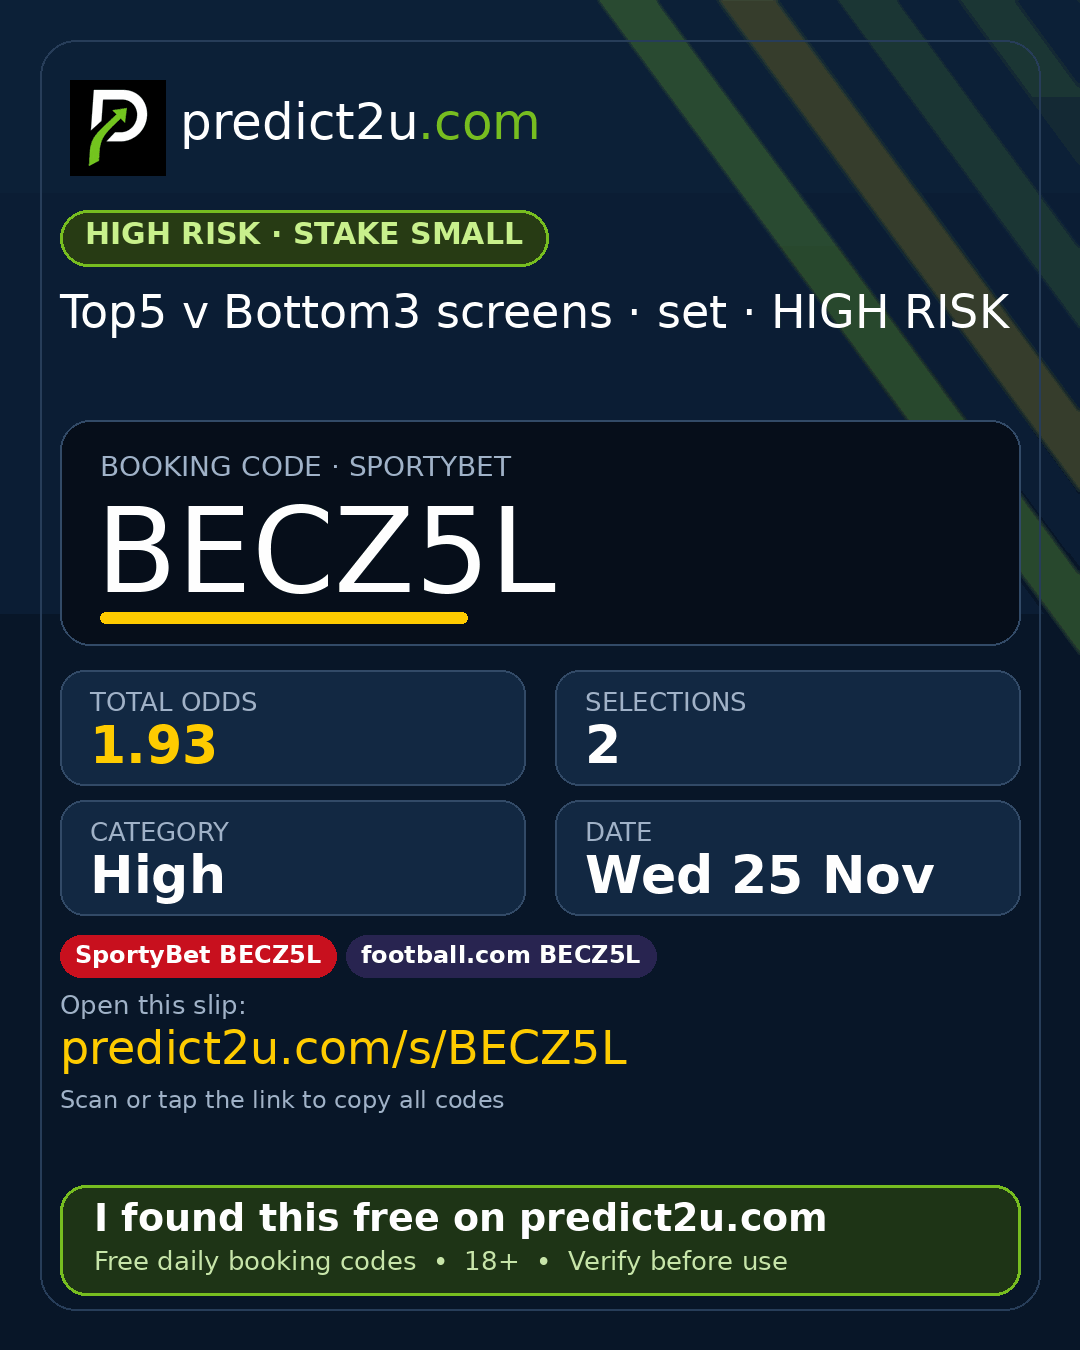 predict2u.com
HIGH RISK · STAKE SMALL
Top5 v Bottom3 screens · set · HIGH RISK
BOOKING CODE · SPORTYBET
BECZ5L
TOTAL ODDS
1.93
SELECTIONS
2
CATEGORY
High
DATE
Wed 25 Nov
SportyBet BECZ5L
football.com BECZ5L
Open this slip:
predict2u.com/s/BECZ5L
Scan or tap the link to copy all codes
I found this free on predict2u.com
Free daily booking codes • 18+ • Verify before use